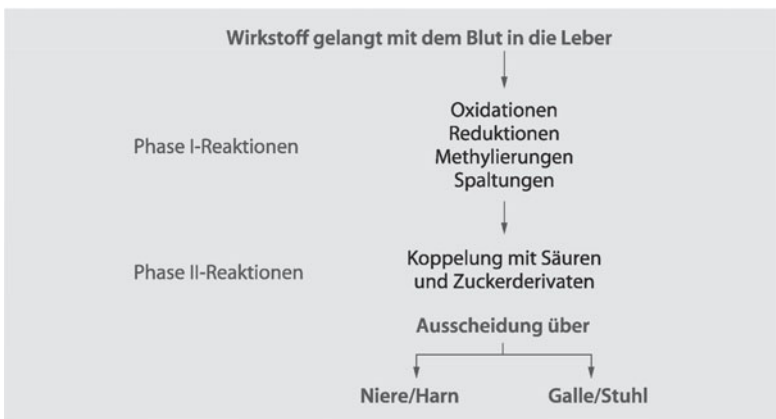 Wirkstoff gelangt mit dem Blut in die Leber
Phase I-Reaktionen
Oxidationen
Reduktionen
Methylierungen
Spaltungen
Phase II-Reaktionen
Koppelung mit Säuren
und Zuckerderivaten
Ausscheidung über
Niere/Harn
Galle/Stuhl